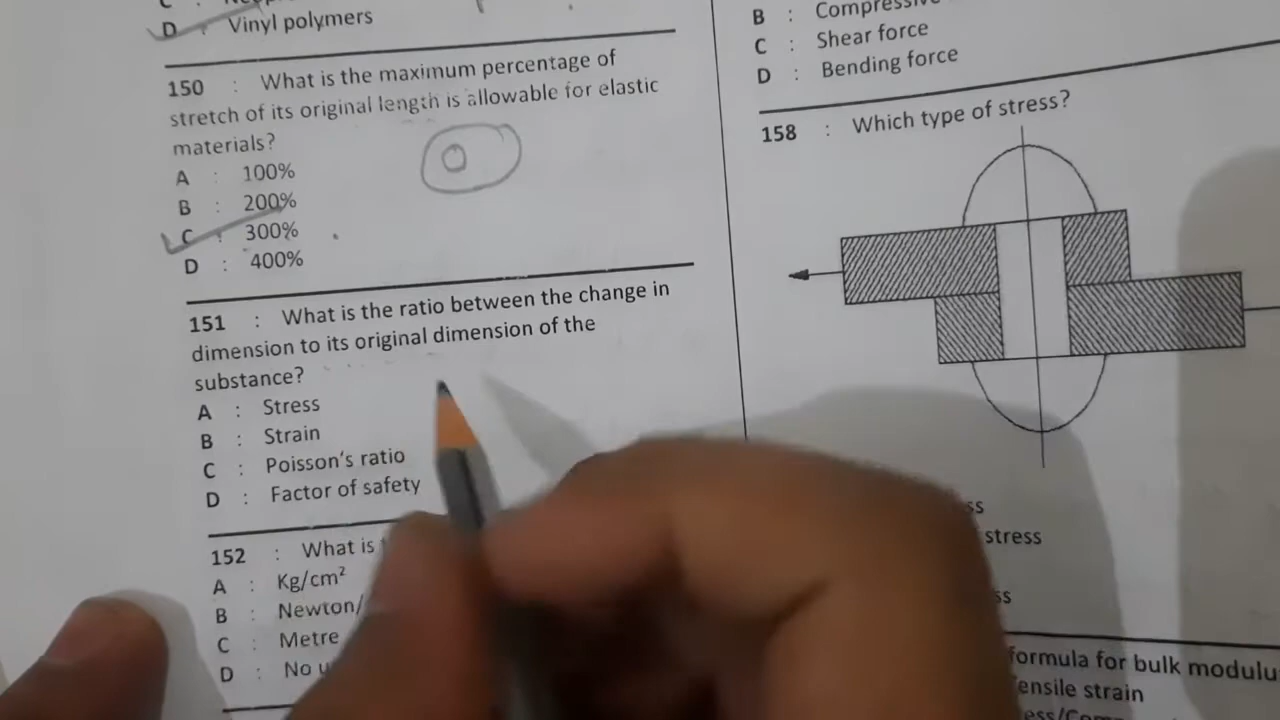 D : Vinyl polymers
150 : What is the maximum percentage of
stretch of its original length is allowable for elastic
materials?
A : 100%
B : 200%
C : 300%
D : 400%
151 : What is the ratio between the change in
dimension to its original dimension of the
substance?
A : Stress
B : Strain
C : Poisson's ratio
D : Factor of safety
152 : What is
A : Kg/cm²
B : Newton/
C : Metre
D : No
B : Compressive
C : Shear force
D : Bending force
158 : Which type of stress?
stress
formula for bulk
strain